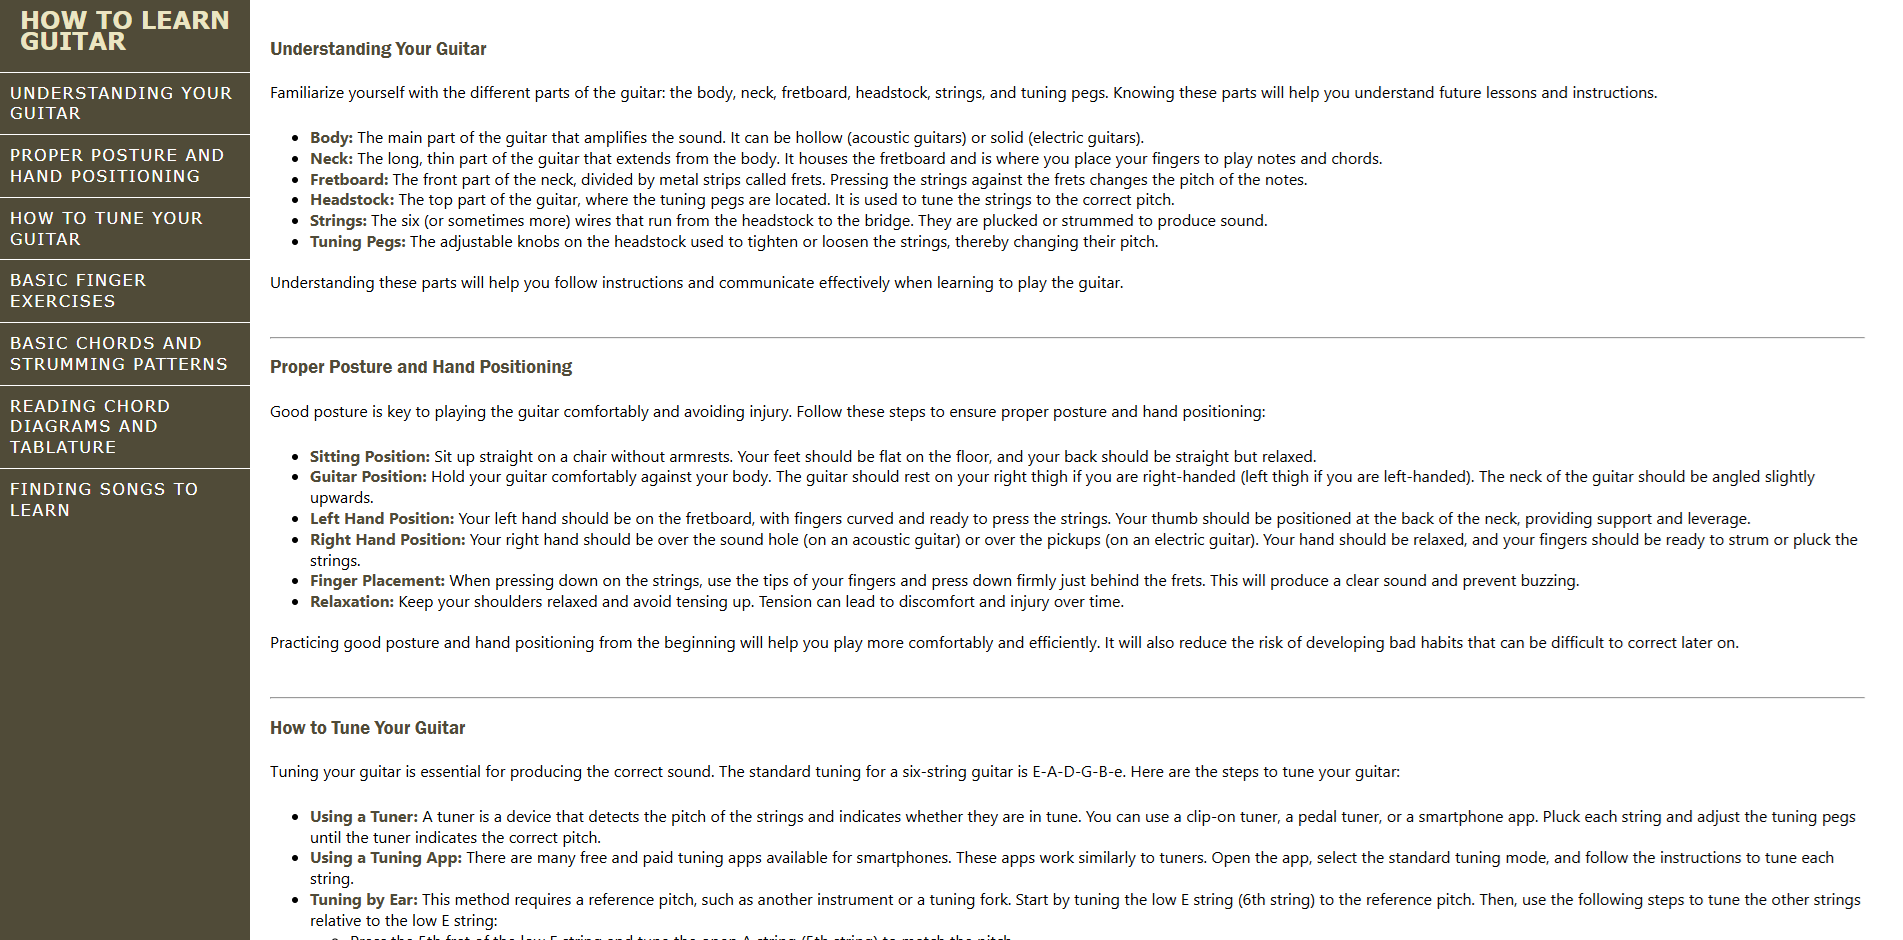 HOW TO LEARN
GUITAR
UNDERSTANDING YOUR
GUITAR
PROPER POSTURE AND
HAND POSITIONING
HOW TO TUNE YOUR
GUITAR
BASIC FINGER
EXERCISES
BASIC CHORDS AND
STRUMMING PATTERNS
READING CHORD
DIAGRAMS AND
TABLATURE
FINDING SONGS TO
LEARN
Understanding Your Guitar
Familiarize yourself with the different parts of the guitar: the body, neck, fretboard, headstock, strings, and tuning pegs. Knowing these parts will help you understand future lessons and instructions.
• Body: The main part of the guitar that amplifies the sound. It can be hollow (acoustic guitars) or solid (electric guitars).
• Neck: The long, thin part of the guitar that extends from the body. It houses the fretboard and is where you place your fingers to play notes and chords.
• Fretboard: The front part of the neck, divided by metal strips called frets. Pressing the strings against the frets changes the pitch of the notes.
• Headstock: The top part of the guitar, where the tuning pegs are located. It is used to tune the strings to the correct pitch.
• Strings: The six (or sometimes more) wires that run from the headstock to the bridge. They are plucked or strummed to produce sound.
• Tuning Pegs: The adjustable knobs on the headstock used to tighten or loosen the strings, thereby changing their pitch.
Understanding these parts will help you follow instructions and communicate effectively when learning to play the guitar.
Proper Posture and Hand Positioning
Good posture is key to playing the guitar comfortably and avoiding injury. Follow these steps to ensure proper posture and hand positioning:
• Sitting Position: Sit up straight on a chair without armrests. Your feet should be flat on the floor, and your back should be straight but relaxed.
• Guitar Position: Hold your guitar comfortably against your body. The guitar should rest on your right thigh if you are right-handed (left thigh if you are left-handed). The neck of the guitar should be angled slightly
upwards.
• Left Hand Position: Your left hand should be on the fretboard, with fingers curved and ready to press the strings. Your thumb should be positioned at the back of the neck, providing support and leverage.
• Right Hand Position: Your right hand should be over the sound hole (on an acoustic guitar) or over the pickups (on an electric guitar). Your hand should be relaxed, and your fingers should be ready to strum or pluck the
strings.
• Finger Placement: When pressing down on the strings, use the tips of your fingers and press down firmly just behind the frets. This will produce a clear sound and prevent buzzing.
• Relaxation: Keep your shoulders relaxed and avoid tensing up. Tension can lead to discomfort and injury over time.
Practicing good posture and hand positioning from the beginning will help you play more comfortably and efficiently. It will also reduce the risk of developing bad habits that can be difficult to correct later on.
How to Tune Your Guitar
Tuning your guitar is essential for producing the correct sound. The standard tuning for a six-string guitar is E-A-D-G-B-e. Here are the steps to tune your guitar:
• Using a Tuner: A tuner is a device that detects the pitch of the strings and indicates whether they are in tune. You can use a clip-on tuner, a pedal tuner, or a smartphone app. Pluck each string and adjust the tuning pegs
until the tuner indicates the correct pitch.
• Using a Tuning App: There are many free and paid tuning apps available for smartphones. These apps work similarly to tuners. Open the app, select the standard tuning mode, and follow the instructions to tune each
string.
• Tuning by Ear: This method requires a reference pitch, such as another instrument or a tuning fork. Start by tuning the low E string (6th string) to the reference pitch. Then, use the following steps to tune the other strings
relative to the low E string:
Press the 5th fret of the low E string and tune the open A string (5th string) to match the pitch.